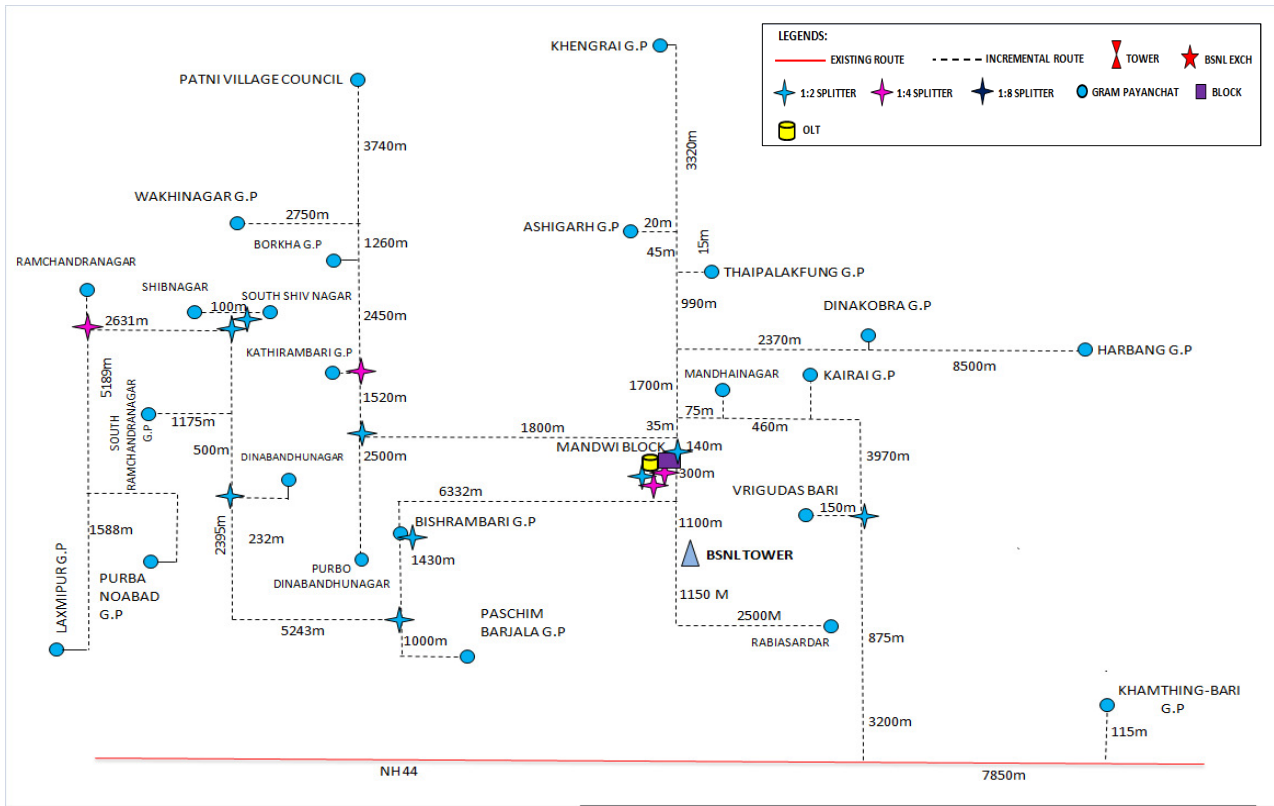 LEGENDS:
EXISTING ROUTE
INCREMENTAL ROUTE
TOWER
BSNL EXCH
1:2 SPLITTER
1:4 SPLITTER
1:8 SPLITTER
GRAM PAYANCHAT
BLOCK
OLT
KHENGRAI G.P
PATNI VILLAGE COUNCIL
3740m
3320m
WAKHINAGAR G.P
2750m
ASHIGARH G.P
20m
BORKHA G.P
1260m
45m
15m
RAMCHANDRANAGAR
THAIPALAKFUNG G.P
SHIBNAGAR
SOUTH SHIV NAGAR
100m
990m
DINAKOBRA G.P
2631m
2450m
2370m
HARBANG G.P
KATHIRAMBARI G.P
8500m
5189m
1700m
MANDHAINAGAR
KAIRAI G.P
1520m
75m
SOUTH
RAMCHANDRANAGAR
G.P
1175m
1800m
35m
460m
500m
MANDWI BLOCK
140m
DINABANDHUNAGAR
2500m
3970m
300m
6332m
VRIGUDAS BARI
150m
1588m
2395m
232m
BISHRAMBARI G.P
1100m
1430m
BSNL TOWER
LAXMIPUR G.P
PURBA
NOABAD
G.P
PURBO
DINABANDHUNAGAR
1150 M
PASCHIM
BARJALA G.P
5243m
1000m
2500M
RABIASARDAR
875m
KHAMTHING-BARI
G.P
3200m
115m
NH 44
7850m